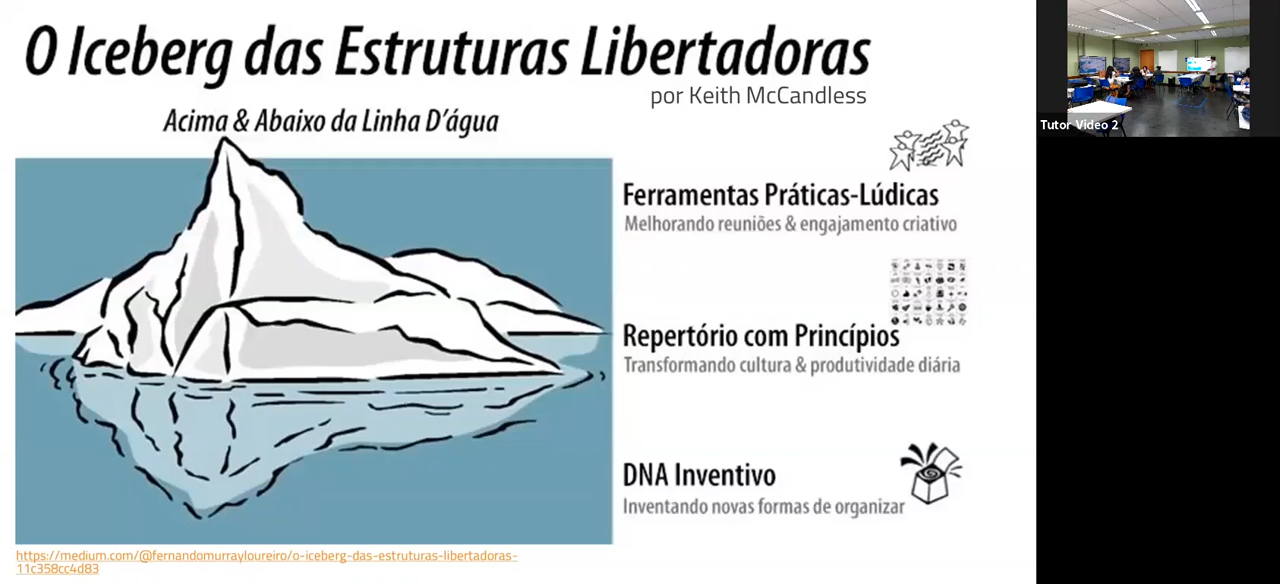 O Iceberg das Estruturas Libertadoras
por Keith McCandless
Acima & Abaixo da Linha D'água
Tutor Video 2
Ferramentas Práticas-Lúdicas
Melhorando reuniões & engajamento criativo
Repertório com Princípios
Transformando cultura & produtividade diária
DNA Inventivo
Inventando novas formas de organizar
https://medium.com/@fernandomurrayloureiro/o-iceberg-das-estruturas-libertadoras-
11c358cc4d83